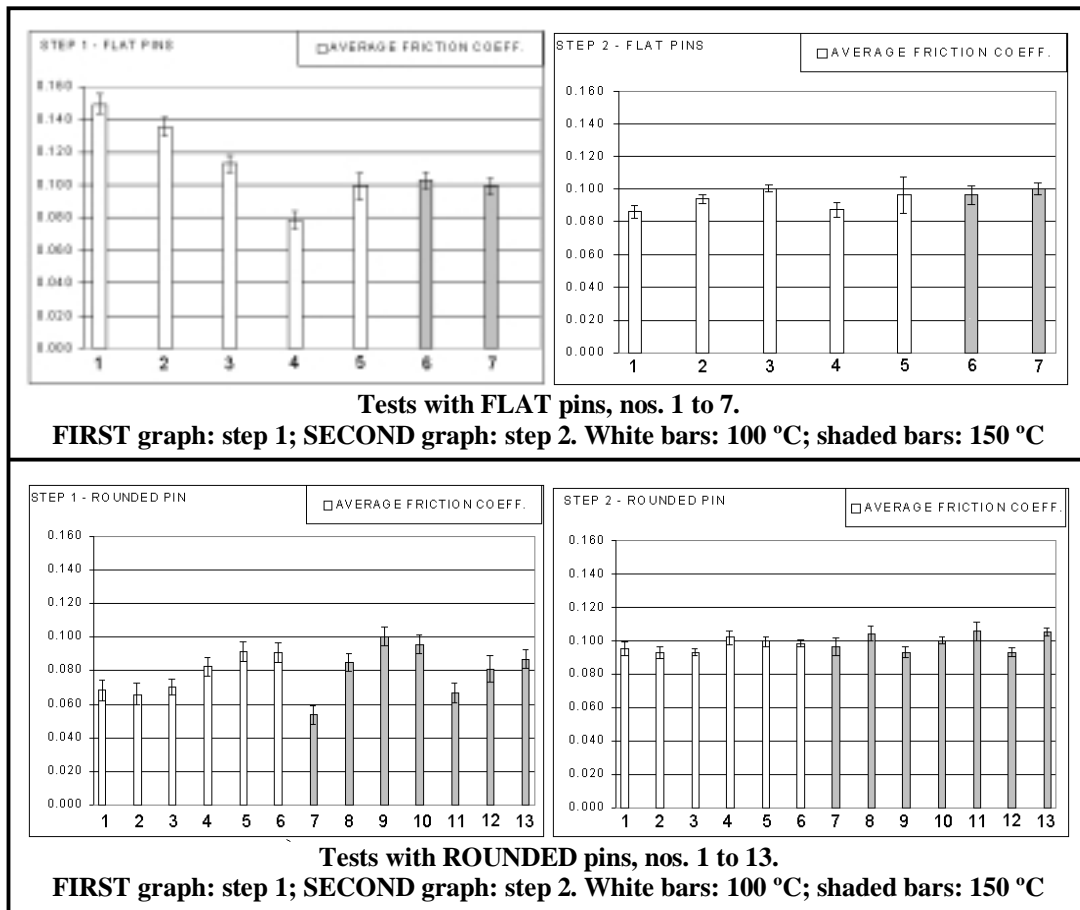 STEP 1 - FLAT PINS
AVERAGE FRICTION COEFF.
0.160
0.140
0.120
0.100
0.080
0.060
0.040
0.020
0.000
1 2 3 4 5 6 7
STEP 2 - FLAT PINS
AVERAGE FRICTION COEFF.
0.160
0.140
0.120
0.100
0.080
0.060
0.040
0.020
0.000
1 2 3 4 5 6 7
Tests with FLAT pins, nos. 1 to 7.
FIRST graph: step 1; SECOND graph: step 2. White bars: 100 ºC; shaded bars: 150 ºC
STEP 1 - ROUNDED PIN
AVERAGE FRICTION COEFF.
0.160
0.140
0.120
0.100
0.080
0.060
0.040
0.020
0.000
1 2 3 4 5 6 7 8 9 10 11 12 13
STEP 2 - ROUNDED PIN
AVERAGE FRICTION COEFF.
0.160
0.140
0.120
0.100
0.080
0.060
0.040
0.020
0.000
1 2 3 4 5 6 7 8 9 10 11 12 13
Tests with ROUNDED pins, nos. 1 to 13.
FIRST graph: step 1; SECOND graph: step 2. White bars: 100 ºC; shaded bars: 150 ºC